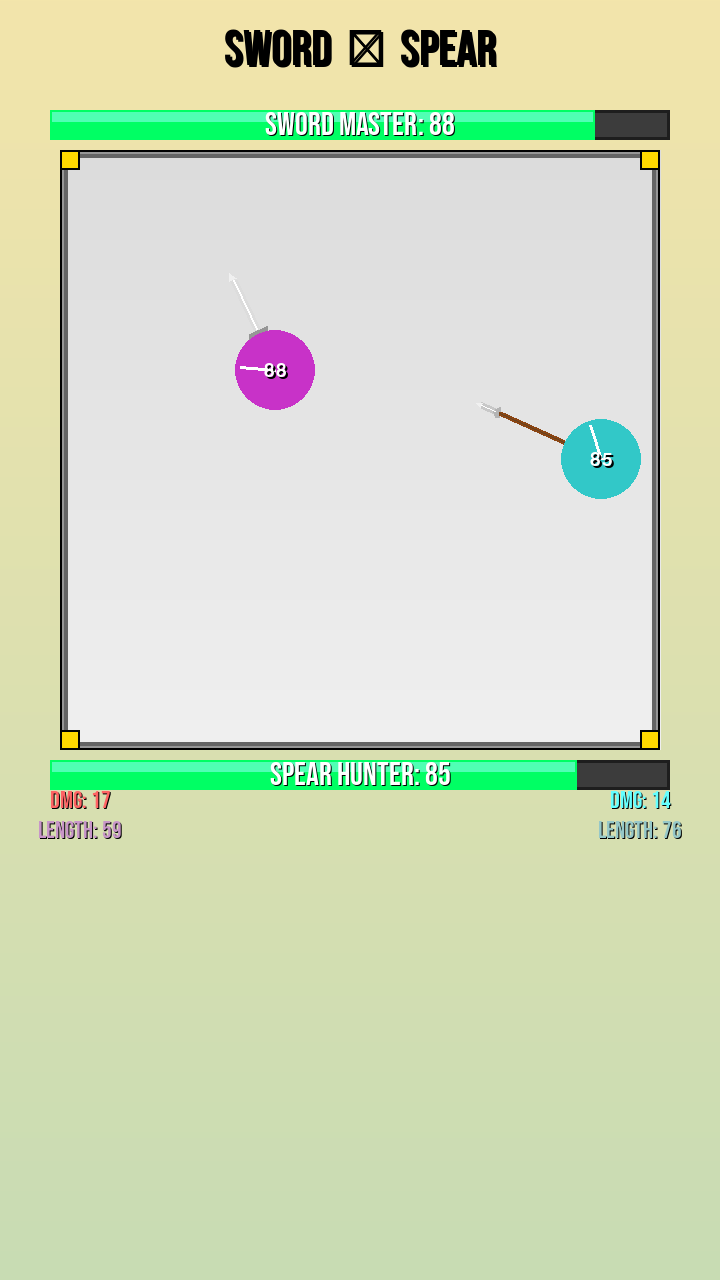 SWORD ☒ SPEAR
SWORD MASTER: 88
88
85
SPEAR HUNTER: 85
DMG: 17
DMG: 14
LENGTH: 59
LENGTH: 76